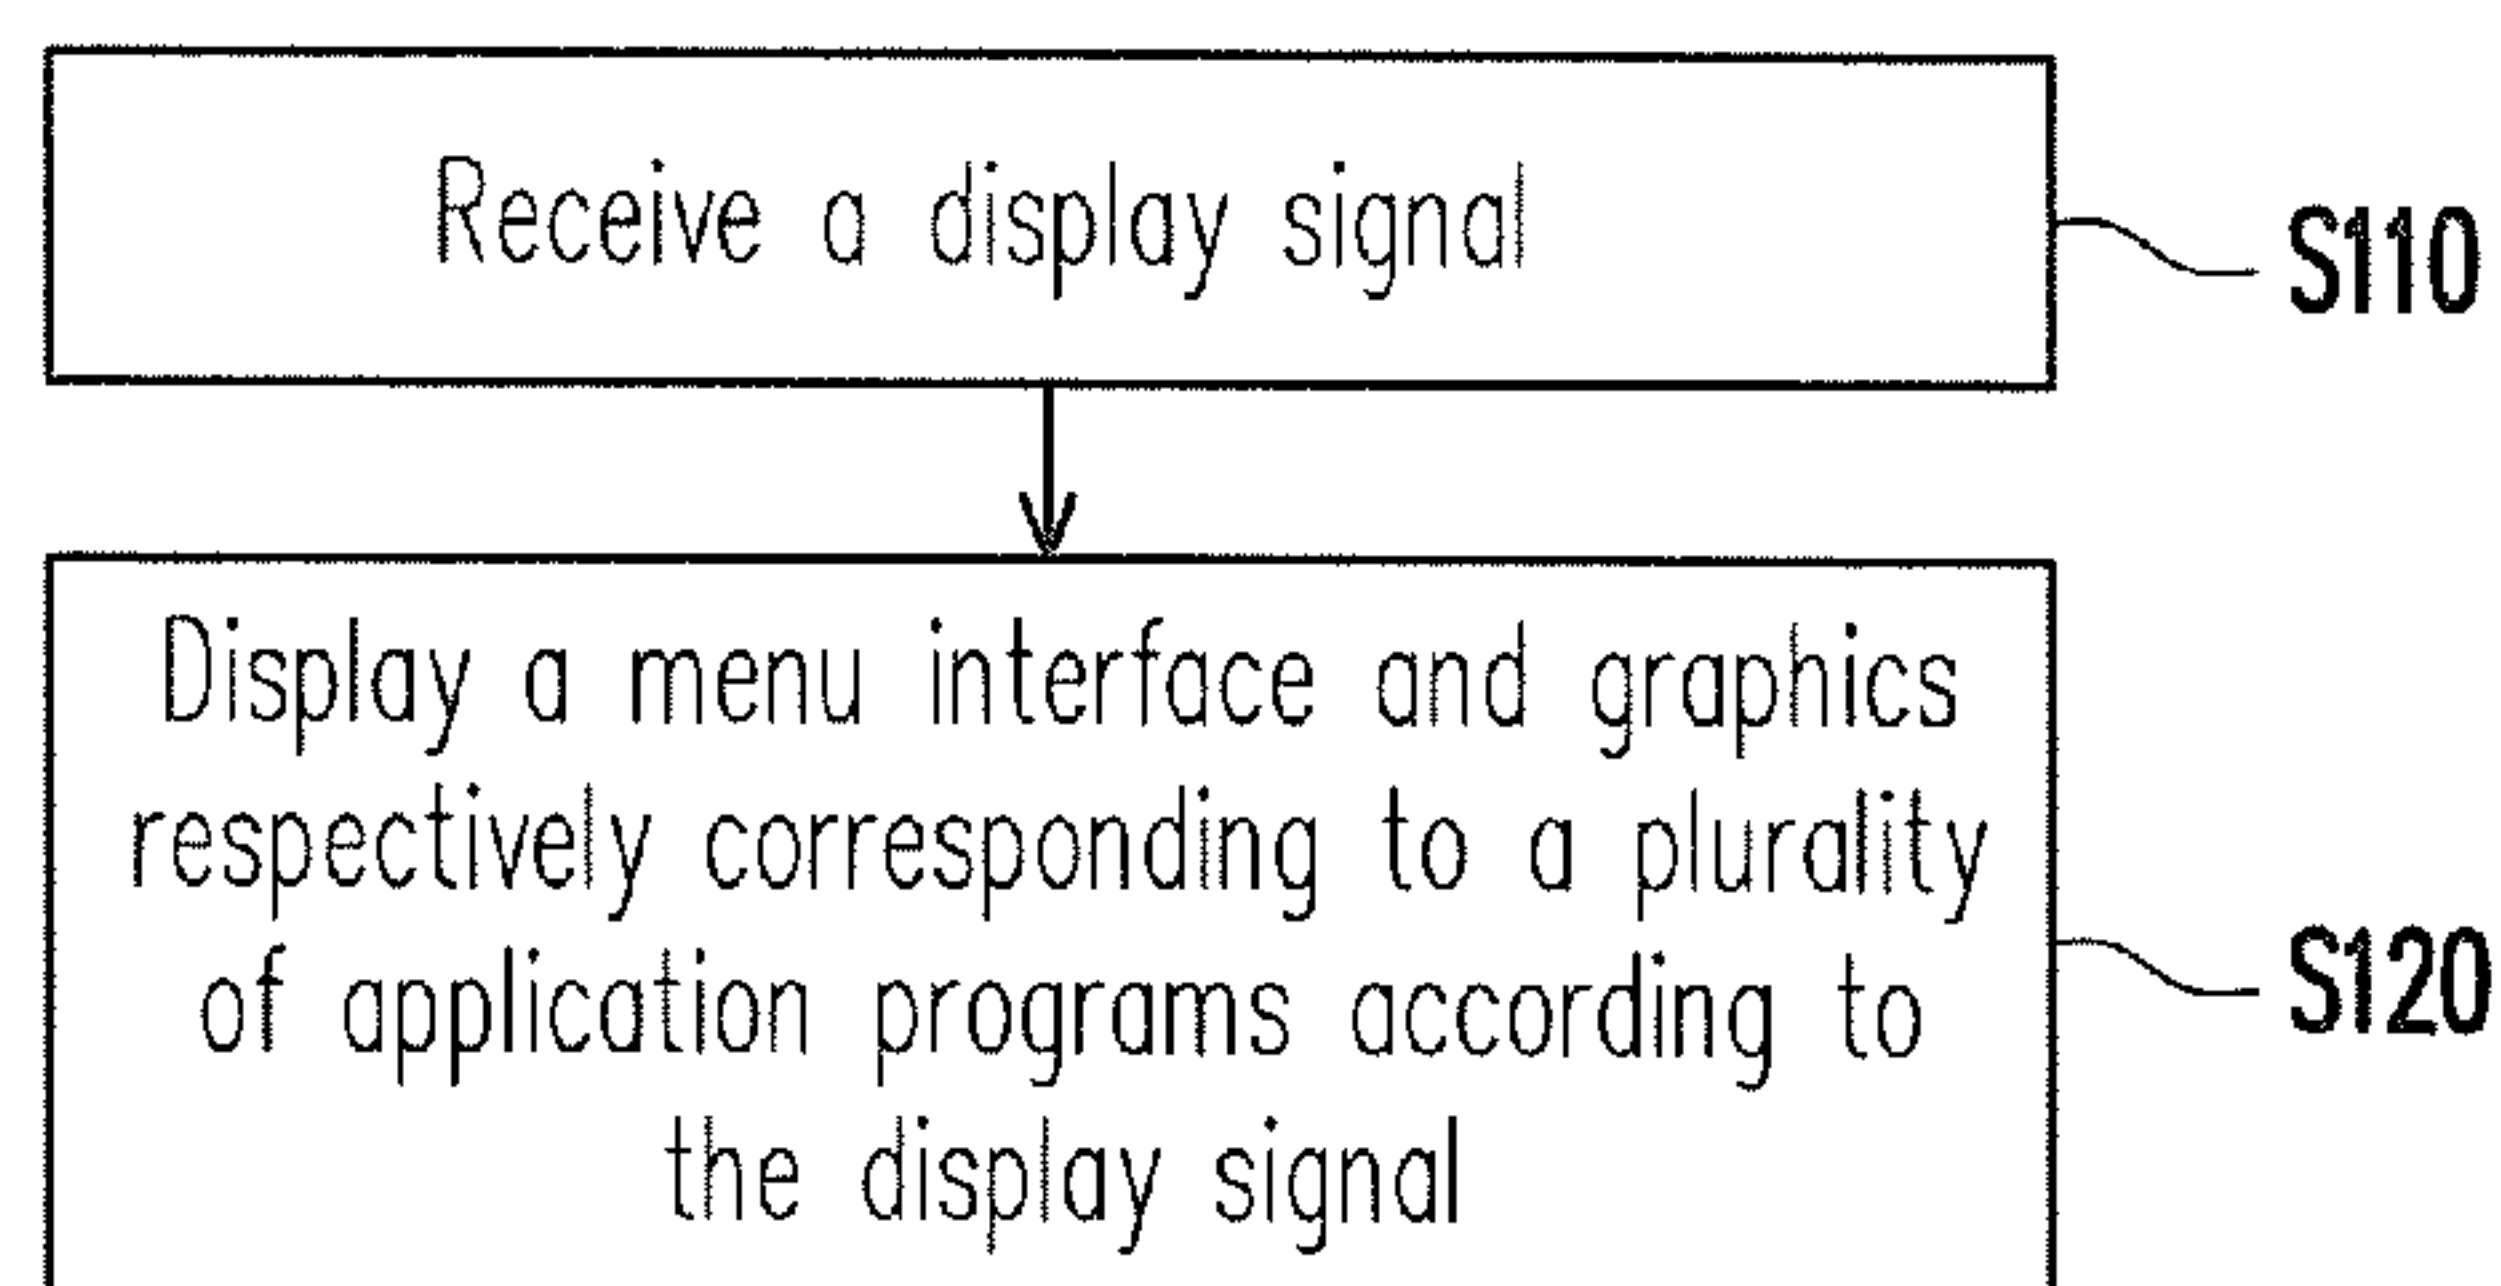 Receive a display signal
S110
Display a menu interface and graphics
respectively corresponding to a plurality
of application programs according to
the display signal
S120